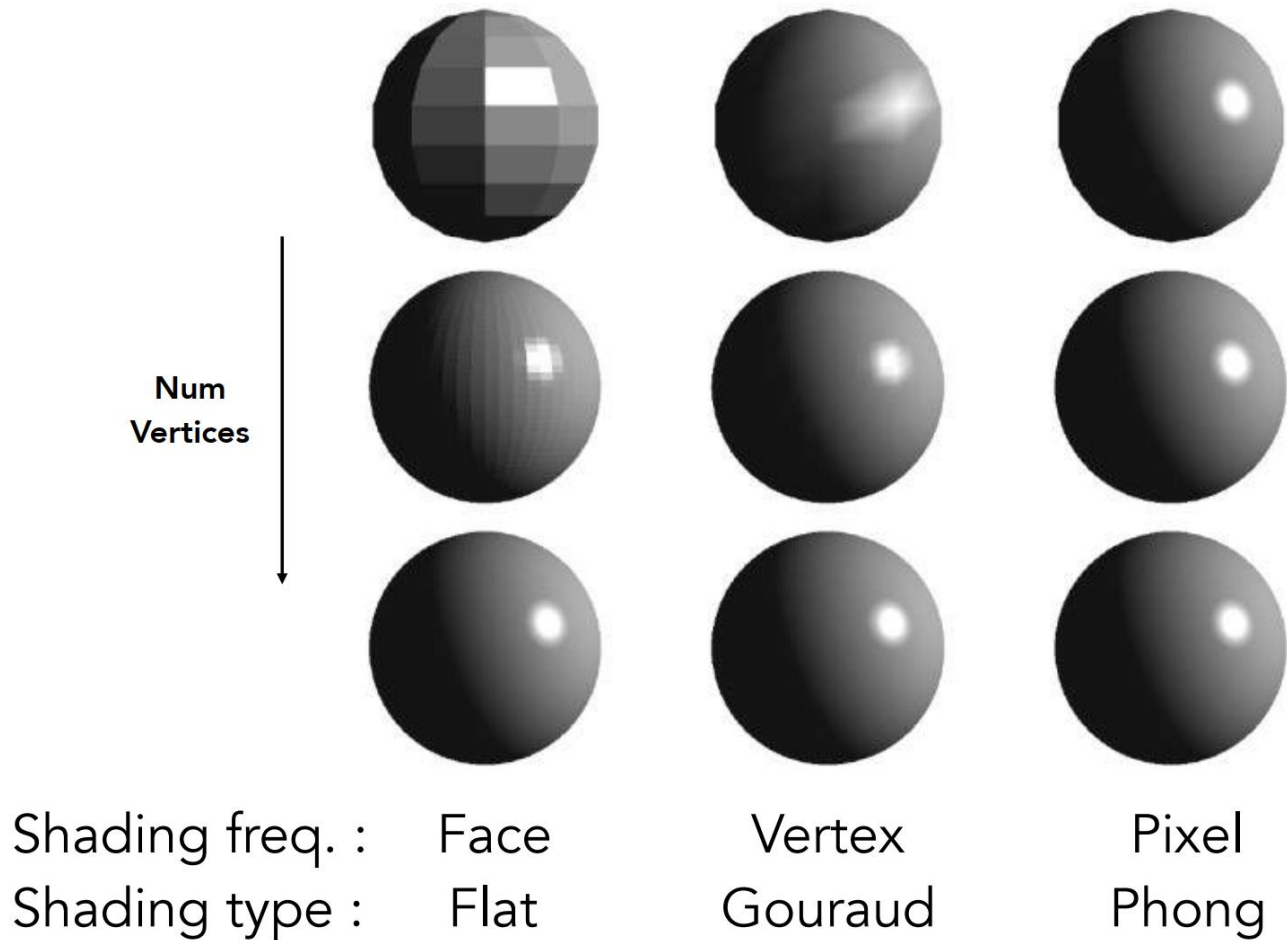 Num
Vertices
Shading freq. : Face Vertex Pixel
Shading type : Flat Gouraud Phong